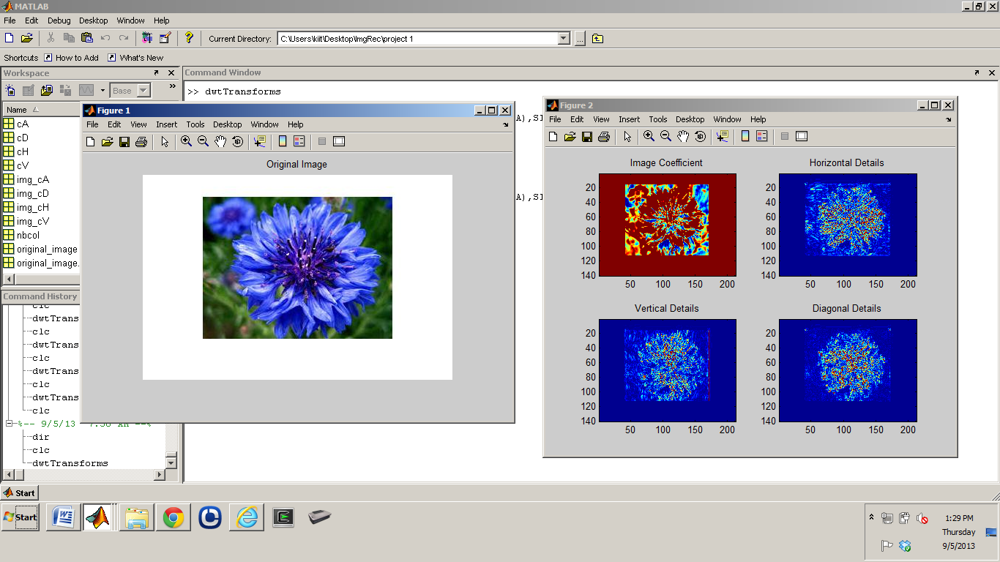 MATLAB
File Edit Debug Desktop Window Help
Current Directory: C:\Users\kiit\Desktop\ImgRec\project 1
Shortcuts How to Add What's New
Workspace
Base
Name
cA
cD
cH
cV
img_cA
img_cD
img_cH
img_cV
nbcol
original_image
original_image.
Command History
clc
dwtTrans
clc
dwtTrans
clc
dwtTrans
clc
dwtTrans
clc
%-- 9/5/13
dir
clc
dwtTransforms
Command Window
>> dwtTransforms
A),S
A),S
Figure 1
File Edit View Insert Tools Desktop Window Help
Original Image
Figure 2
File Edit View Insert Tools Desktop Window Help
Image Coefficient
20
40
60
80
100
120
140
50 100 150 200
Horizontal Details
20
40
60
80
100
120
140
50 100 150 200
Vertical Details
20
40
60
80
100
120
140
50 100 150 200
Diagonal Details
20
40
60
80
100
120
140
50 100 150 200
Start
Start
1:29 PM
Thursday
9/5/2013